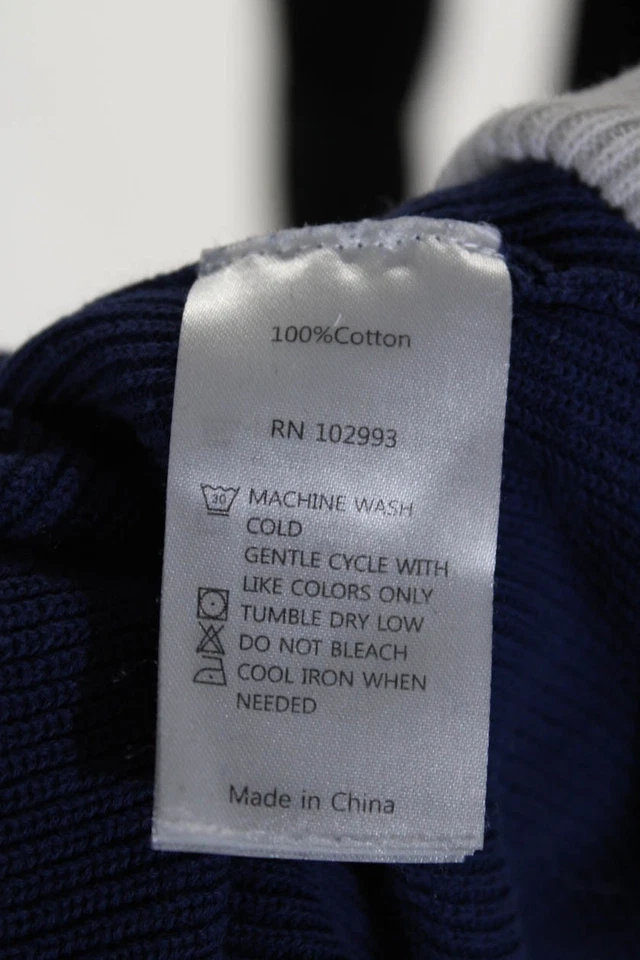 100%Cotton
RN 102993
30
MACHINE WASH
COLD
GENTLE CYCLE WITH
LIKE COLORS ONLY
TUMBLE DRY LOW
DO NOT BLEACH
COOL IRON WHEN
NEEDED
Made in China